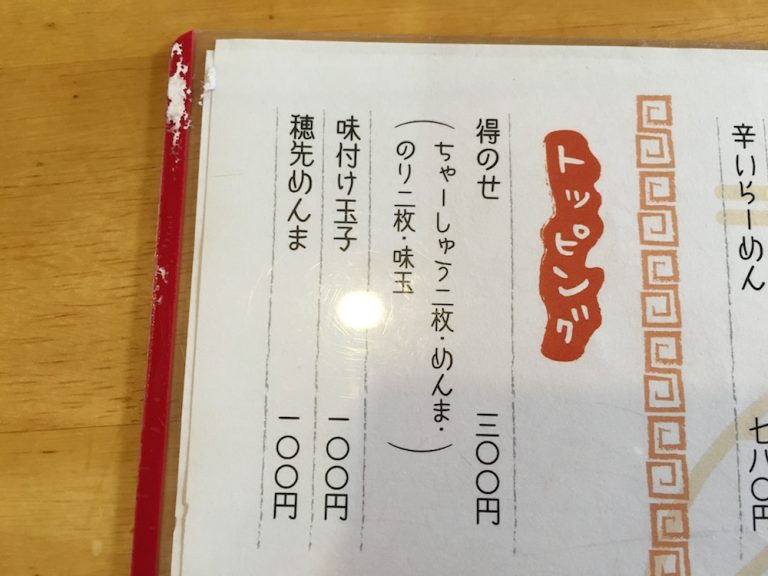 辛いらーめん 七八〇円
トッピング
得のせ 三〇〇円
(ちゃーしゅう二枚・めんま・
のり二枚・味玉)
味付け玉子 一〇〇円
穂先めんま 一〇〇円